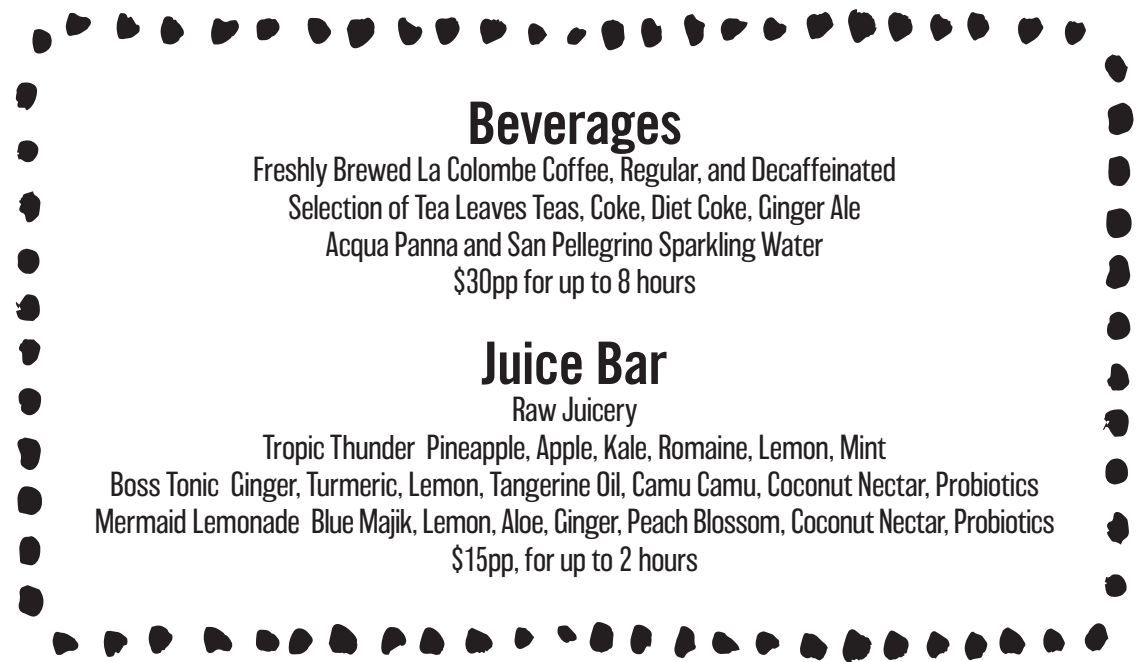 Beverages
Freshly Brewed La Colombe Coffee, Regular, and Decaffeinated
Selection of Tea Leaves Teas, Coke, Diet Coke, Ginger Ale
Acqua Panna and San Pellegrino Sparkling Water
$30pp for up to 8 hours
Juice Bar
Raw Juicery
Tropic Thunder Pineapple, Apple, Kale, Romaine, Lemon, Mint
Boss Tonic Ginger, Turmeric, Lemon, Tangerine Oil, Camu Camu, Coconut Nectar, Probiotics
Mermaid Lemonade Blue Majik, Lemon, Aloe, Ginger, Peach Blossom, Coconut Nectar, Probiotics
$15pp, for up to 2 hours